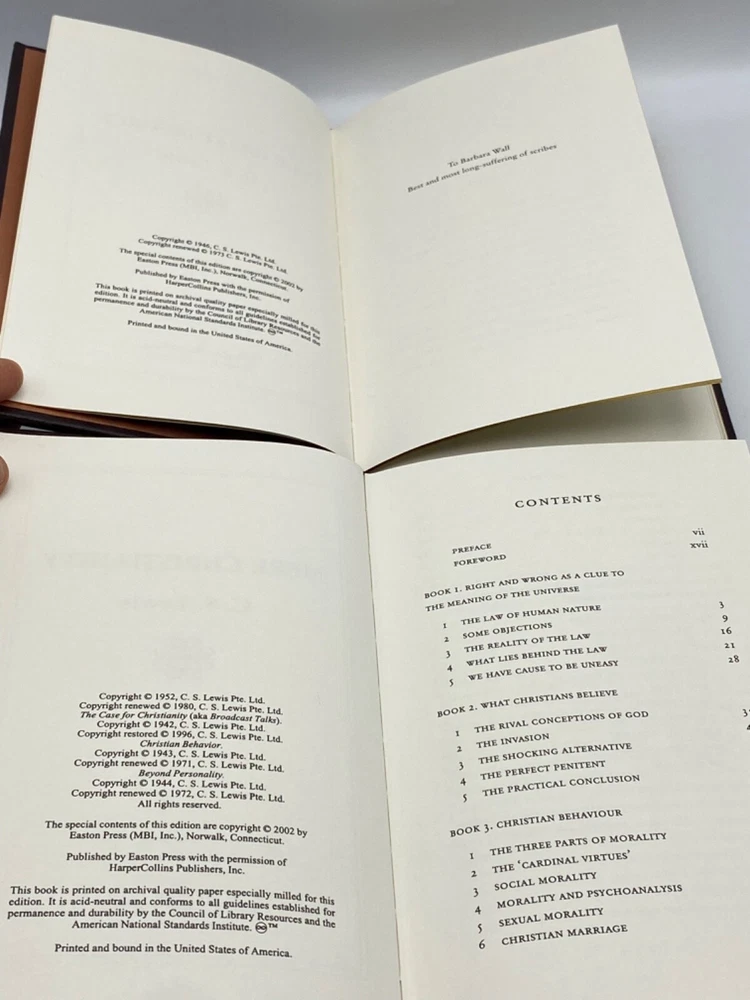 Copyright © 1946, C. S. Lewis Pte. Ltd.
Copyright renewed © 1973 C. S. Lewis Pte. Ltd.
The special contents of this edition are copyright © 2002 by
Easton Press (MBI, Inc.), Norwalk, Connecticut.
Published by Easton Press with the permission of
HarperCollins Publishers, Inc.
This book is printed on archival quality paper especially milled for this
edition. It is acid-neutral and conforms to all guidelines established for
permanence and durability by the Council of Library Resources and the
American National Standards Institute. ♾™
Printed and bound in the United States of America.
To Barbara Wall
Best and most long-suffering of scribes
Copyright © 1952, C. S. Lewis Pte. Ltd.
Copyright renewed © 1980, C. S. Lewis Pte. Ltd.
The Case for Christianity (aka Broadcast Talks).
Copyright © 1942, C. S. Lewis Pte. Ltd.
Copyright restored © 1996, C. S. Lewis Pte. Ltd.
Christian Behavior.
Copyright © 1943, C. S. Lewis Pte. Ltd.
Copyright renewed © 1971, C. S. Lewis Pte. Ltd.
Beyond Personality.
Copyright © 1944, C. S. Lewis Pte. Ltd.
Copyright renewed © 1972, C. S. Lewis Pte. Ltd.
All rights reserved.
The special contents of this edition are copyright © 2002 by
Easton Press (MBI, Inc.), Norwalk, Connecticut.
Published by Easton Press with the permission of
HarperCollins Publishers, Inc.
This book is printed on archival quality paper especially milled for this
edition. It is acid-neutral and conforms to all guidelines established for
permanence and durability by the Council of Library Resources and the
American National Standards Institute. ♾™
Printed and bound in the United States of America.
CONTENTS
PREFACE vii
FOREWORD xvii
BOOK 1. RIGHT AND WRONG AS A CLUE TO
THE MEANING OF THE UNIVERSE
1 THE LAW OF HUMAN NATURE 3
2 SOME OBJECTIONS 9
3 THE REALITY OF THE LAW 16
4 WHAT LIES BEHIND THE LAW 21
5 WE HAVE CAUSE TO BE UNEASY 28
BOOK 2. WHAT CHRISTIANS BELIEVE
1 THE RIVAL CONCEPTIONS OF GOD
2 THE INVASION
3 THE SHOCKING ALTERNATIVE
4 THE PERFECT PENITENT
5 THE PRACTICAL CONCLUSION
BOOK 3. CHRISTIAN BEHAVIOUR
1 THE THREE PARTS OF MORALITY
2 THE ‘CARDINAL VIRTUES’
3 SOCIAL MORALITY
4 MORALITY AND PSYCHOANALYSIS
5 SEXUAL MORALITY
6 CHRISTIAN MARRIAGE